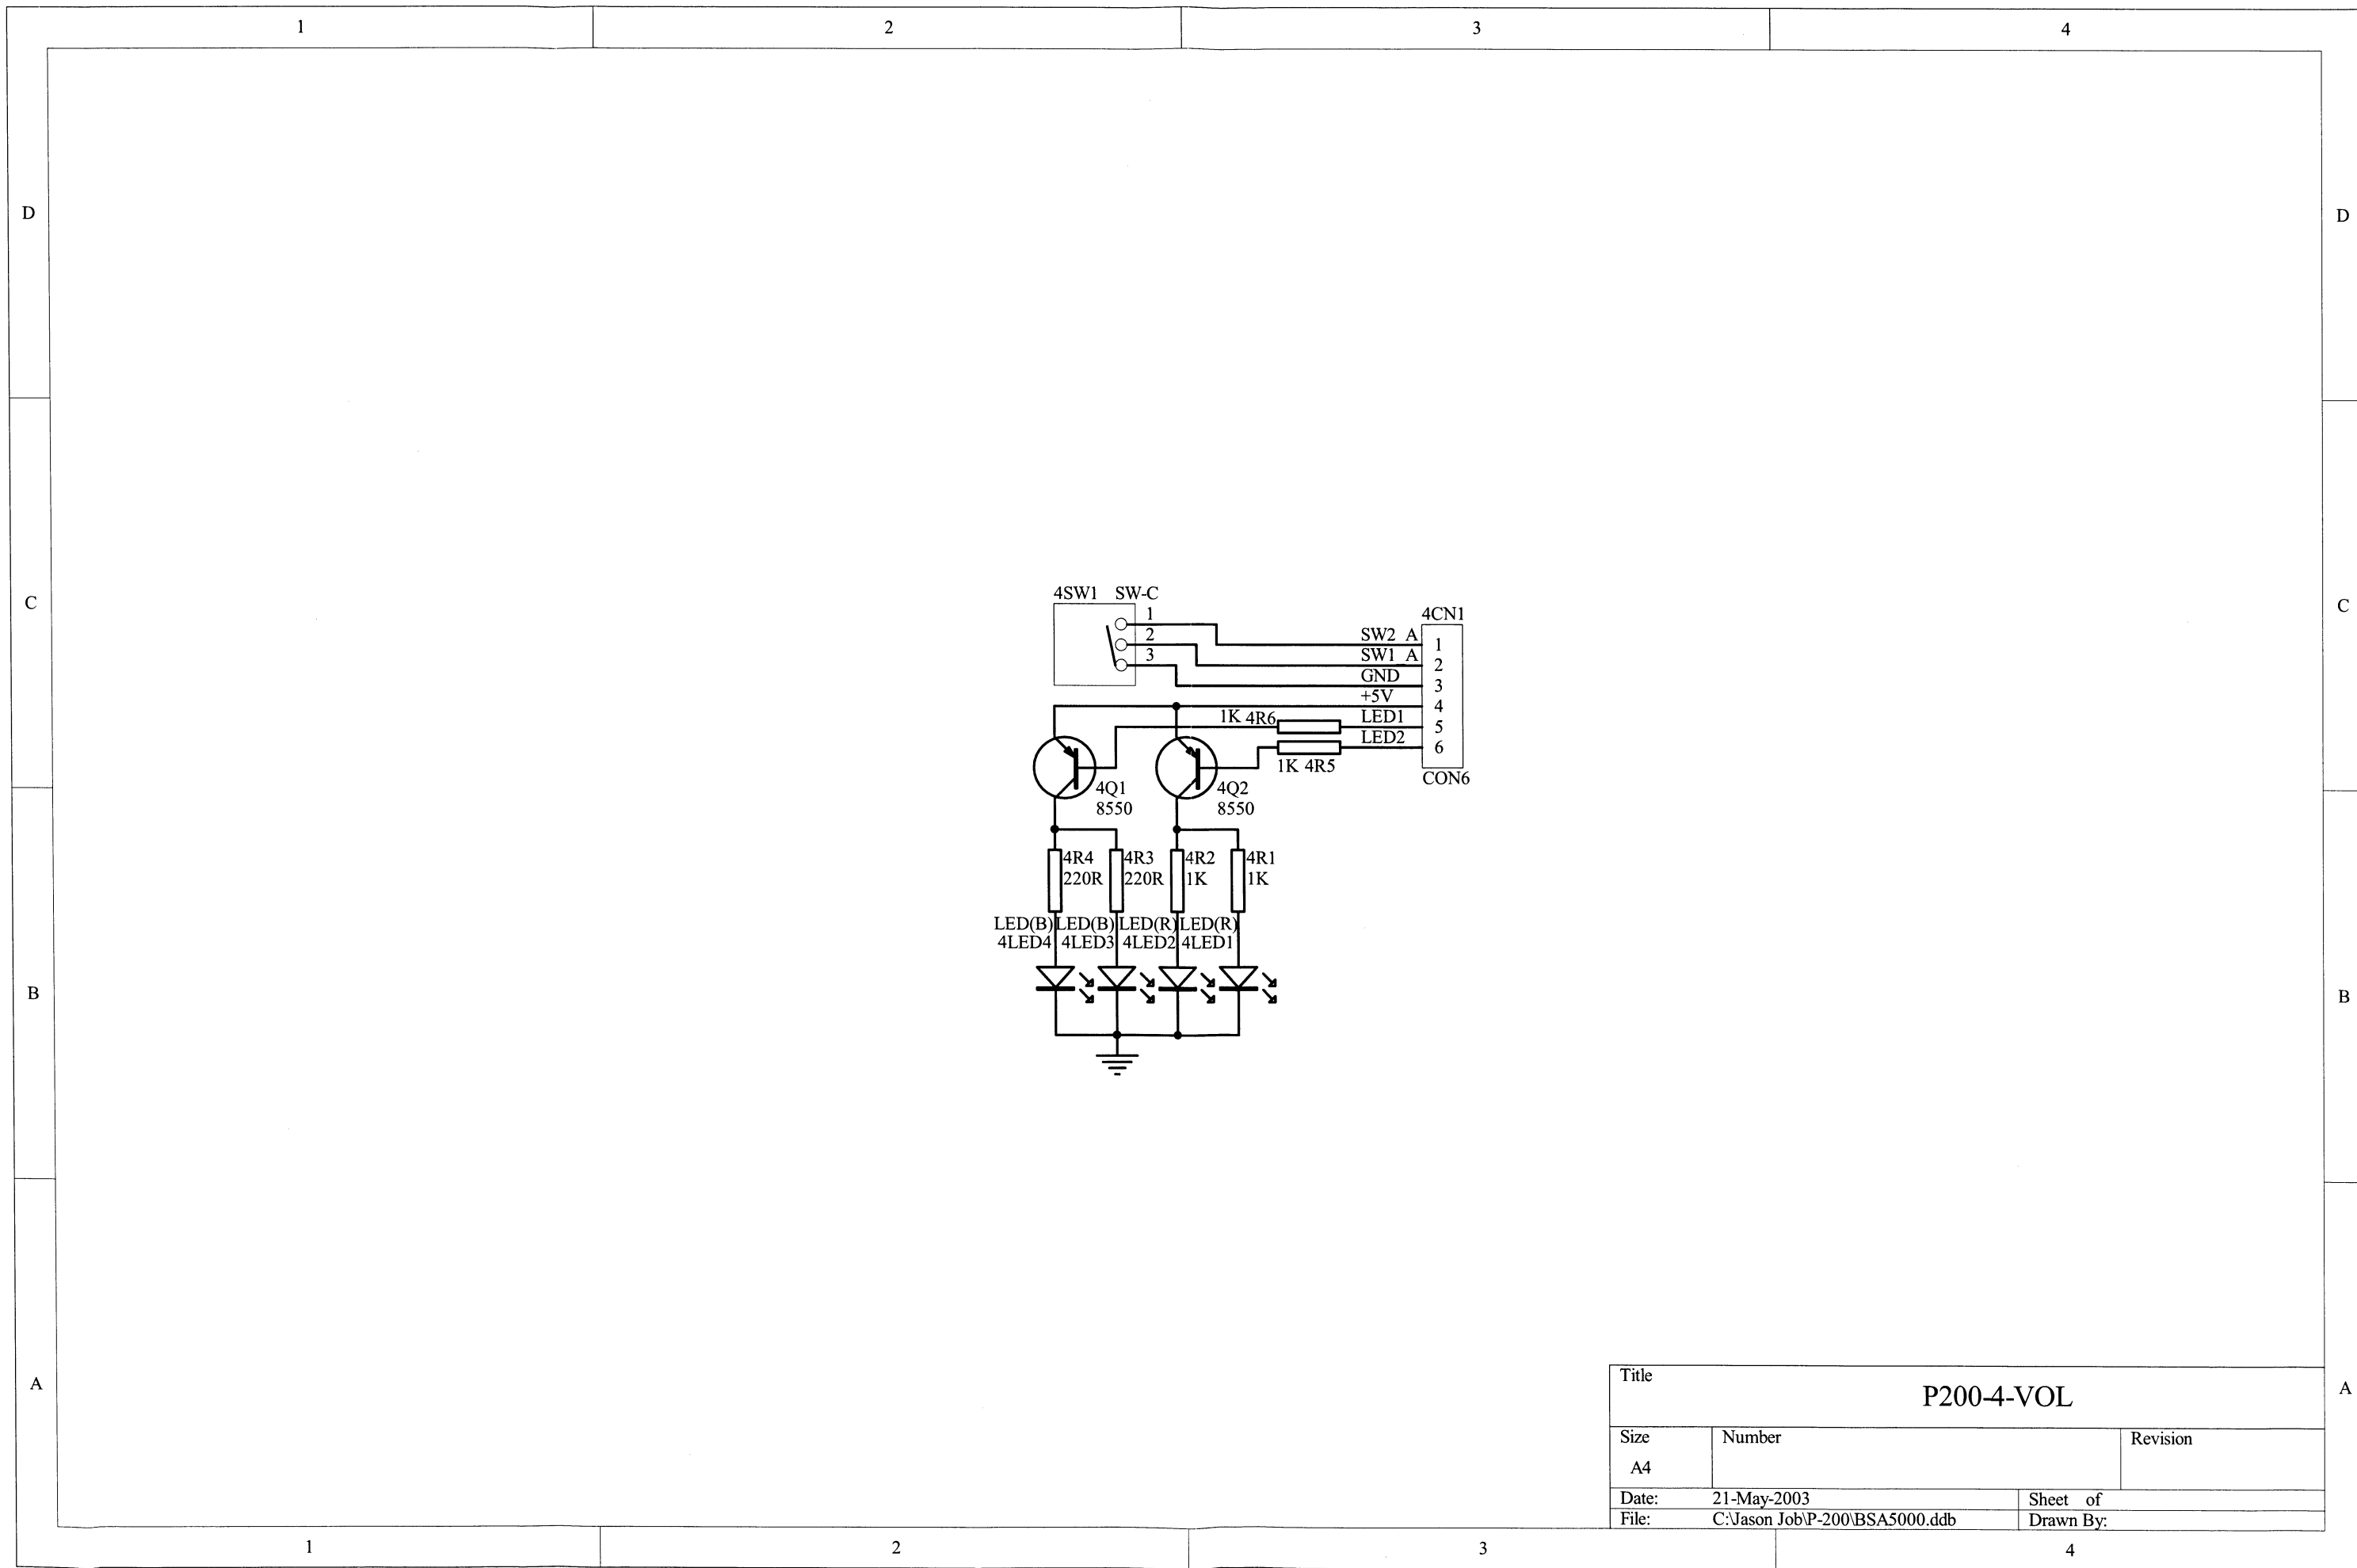 1 2 3 4
D D
C C
B B
A A
4SW1 SW-C
1
2
3
4CN1
SW2_A 1
SW1_A 2
GND 3
+5V 4
1K 4R6 LED1 5
LED2 6
1K 4R5
CON6
4Q1 4Q2
8550 8550
4R4 4R3 4R2 4R1
220R 220R 1K 1K
LED(B) LED(B) LED(R) LED(R)
4LED4 4LED3 4LED2 4LED1
Title
P200-4-VOL
Size Number Revision
A4
Date: 21-May-2003 Sheet of
File: C:\Jason Job\P-200\BSA5000.ddb Drawn By:
1 2 3 4